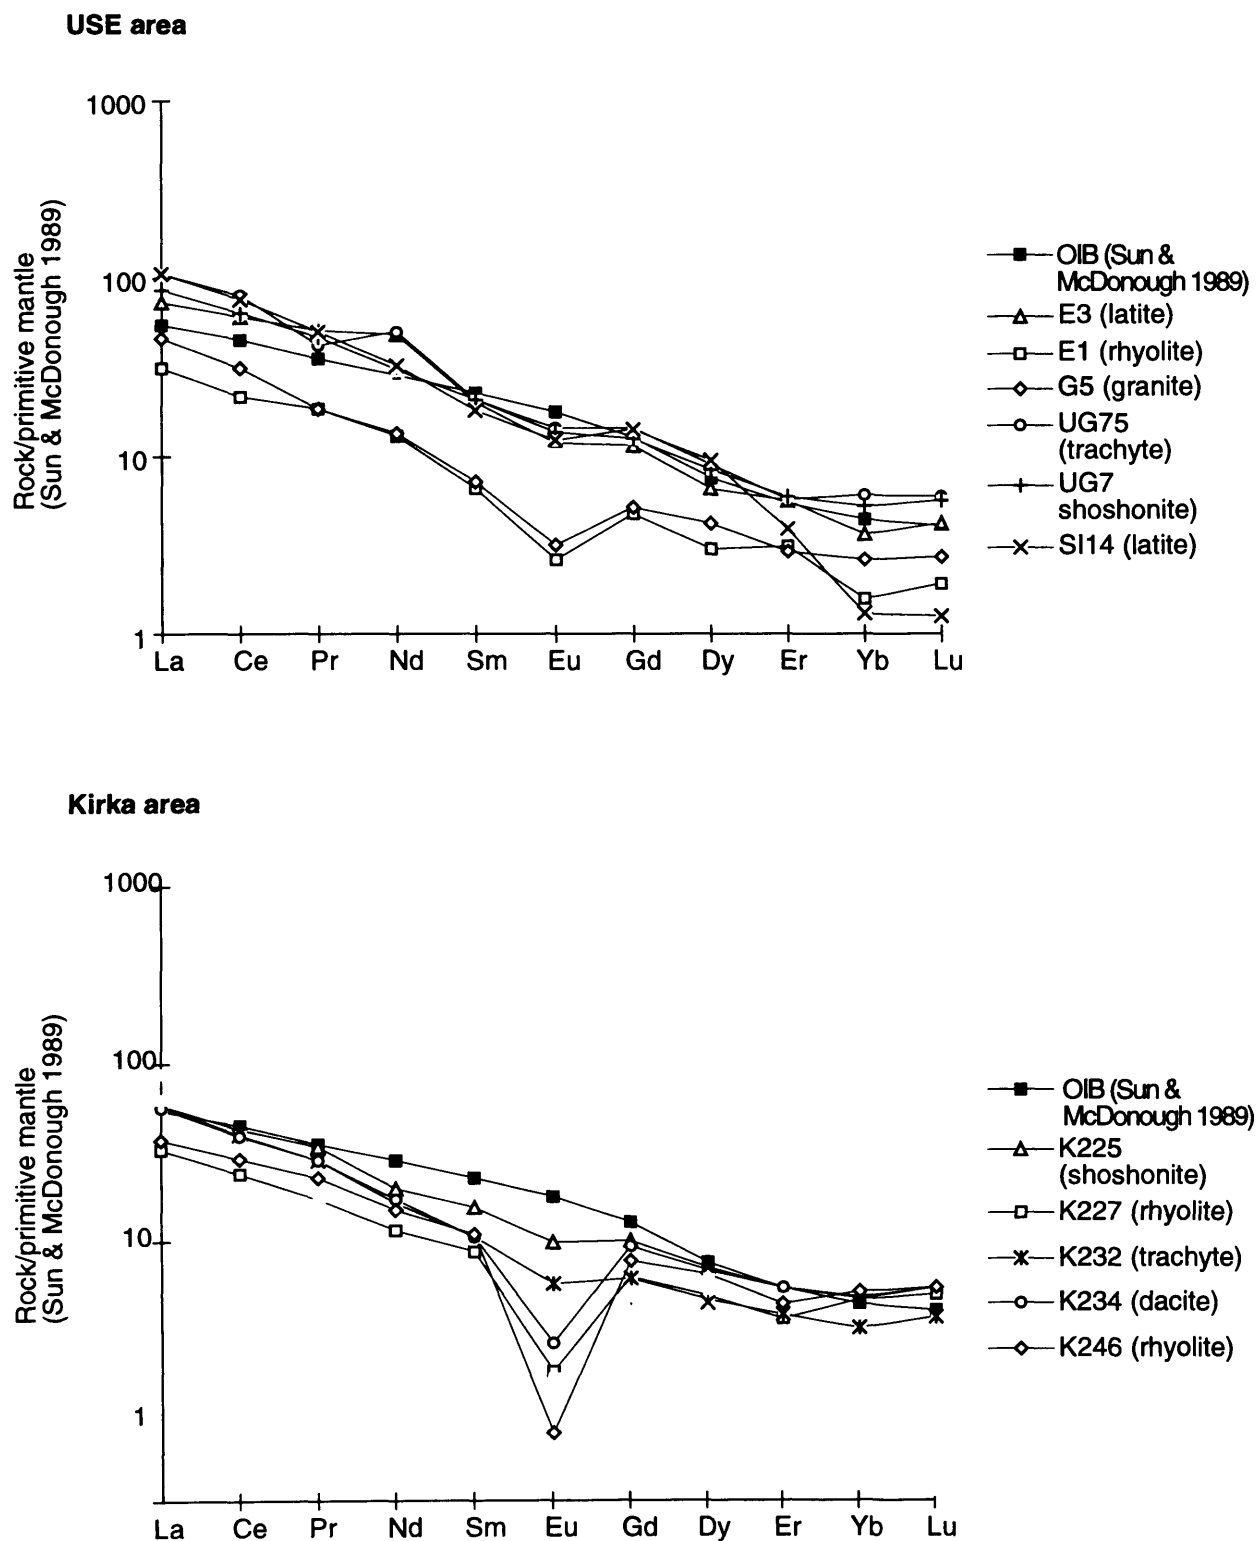 USE area
1000
100
10
1
Rock/primitive mantle
(Sun & McDonough 1989)
La Ce Pr Nd Sm Eu Gd Dy Er Yb Lu
OIB (Sun &
McDonough 1989)
E3 (latite)
E1 (rhyolite)
G5 (granite)
UG75
(trachyte)
UG7
shoshonite)
SI14 (latite)
Kirka area
1000
100
10
1
Rock/primitive mantle
(Sun & McDonough 1989)
La Ce Pr Nd Sm Eu Gd Dy Er Yb Lu
OIB (Sun &
McDonough 1989)
K225
(shoshonite)
K227 (rhyolite)
K232 (trachyte)
K234 (dacite)
K246 (rhyolite)